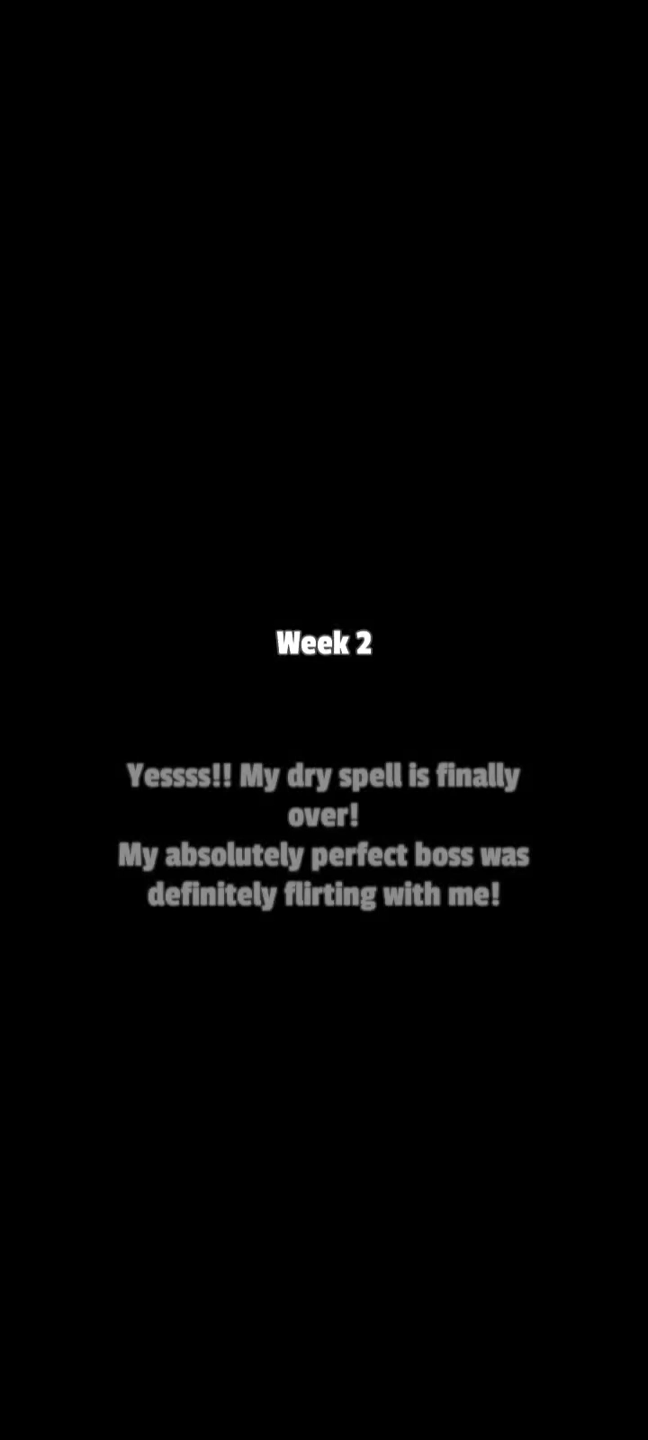 Week 2
Yessss!! My dry spell is finally
over!
My absolutely perfect boss was
definitely flirting with me!